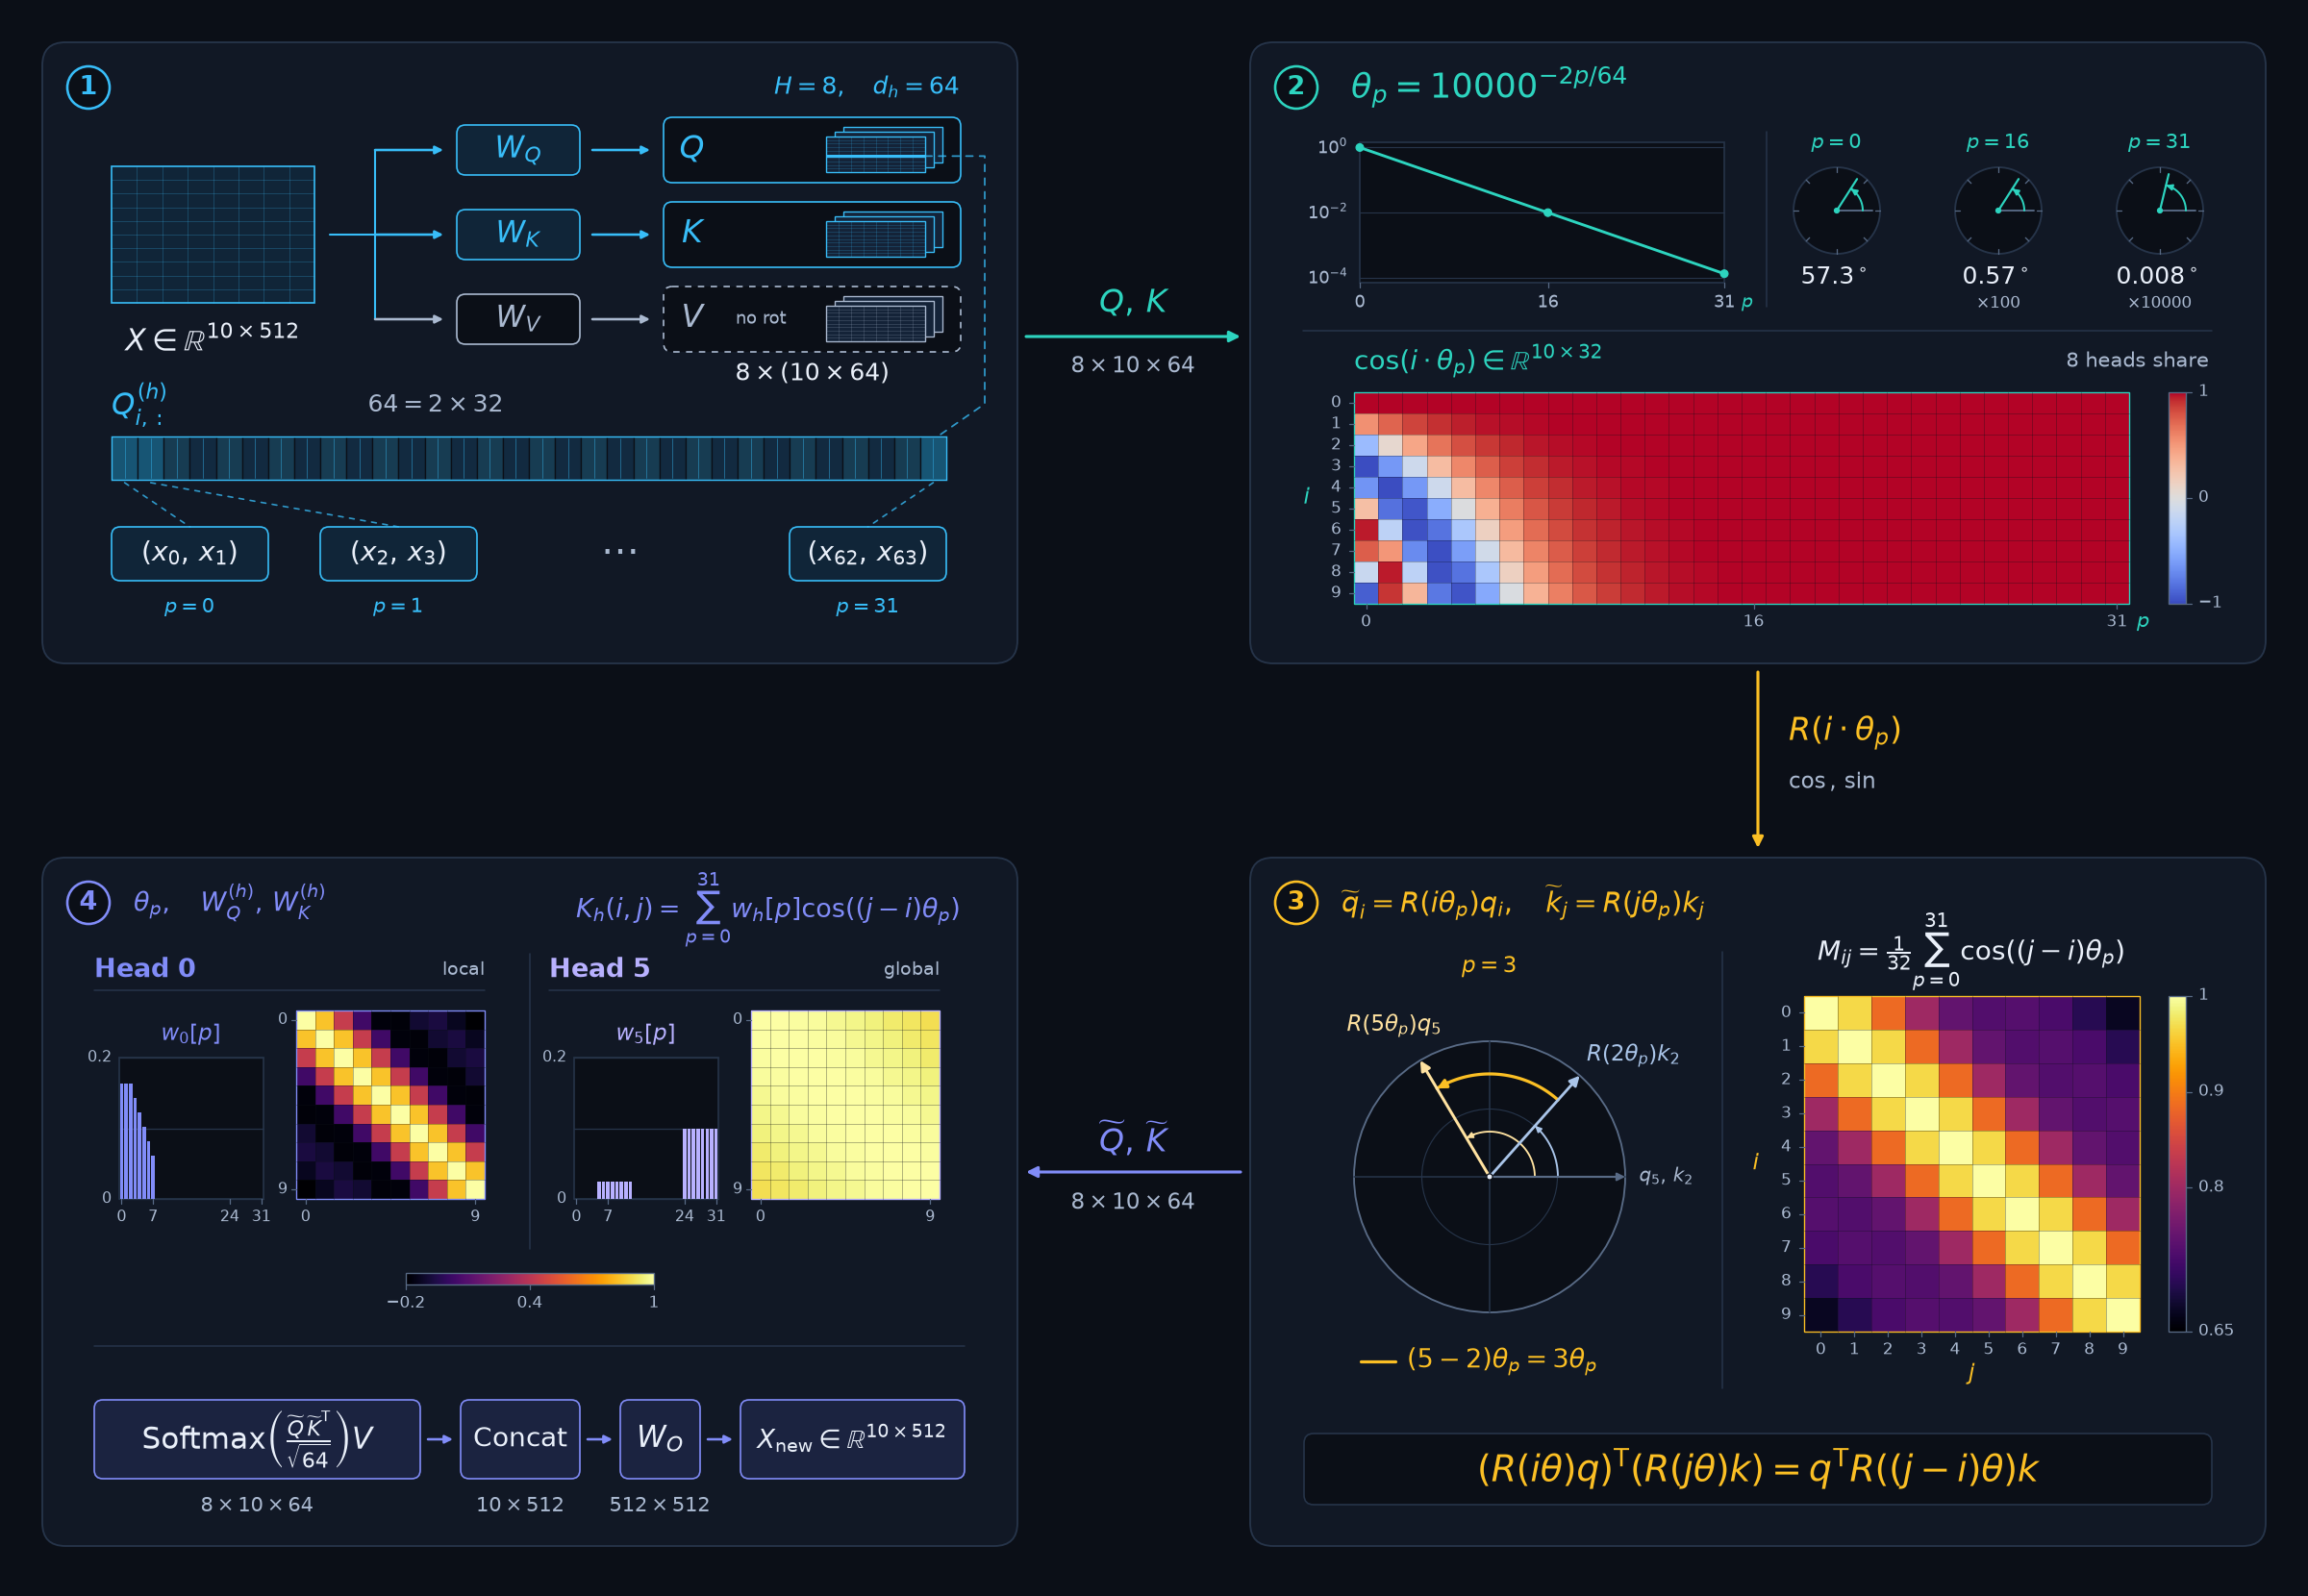 1
H = 8, d_h = 64
W_Q
Q
W_K
K
W_V
V no rot
X ∈ ℝ^{10 × 512}
8 × (10 × 64)
Q_{i, :}^{(h)}
64 = 2 × 32
(x_0, x_1)
(x_2, x_3)
⋯
(x_62, x_63)
p = 0
p = 1
p = 31
Q, K
8 × 10 × 64
2
θ_p = 10000^{−2p/64}
10^0
10^{−2}
10^{−4}
0 16 31 p
p = 0
p = 16
p = 31
57.3°
0.57°
0.008°
×100
×10000
cos(i · θ_p) ∈ ℝ^{10 × 32}
8 heads share
i
0
1
2
3
4
5
6
7
8
9
0 16 31 p
1
0
−1
R(i · θ_p)
cos, sin
3
q̃_i = R(iθ_p)q_i, k̃_j = R(jθ_p)k_j
p = 3
R(5θ_p)q_5
R(2θ_p)k_2
q_5, k_2
(5 − 2)θ_p = 3θ_p
M_{ij} = \frac{1}{32} \sum_{p=0}^{31} cos((j − i)θ_p)
i
0
1
2
3
4
5
6
7
8
9
0 1 2 3 4 5 6 7 8 9
j
1
0.9
0.8
0.65
(R(iθ)q)^T(R(jθ)k) = q^T R((j − i)θ)k
Q̃, K̃
8 × 10 × 64
4
θ_p, W_Q^{(h)}, W_K^{(h)}
K_h(i, j) = \sum_{p=0}^{31} w_h[p]cos((j − i)θ_p)
Head 0
local
w_0[p]
0.2
0
0 7 24 31
0
9
0 9
Head 5
global
w_5[p]
0.2
0
0 7 24 31
0
9
0 9
−0.2 0.4 1
Softmax(\frac{Q̃K̃^T}{\sqrt{64}})V
Concat
W_O
X_new ∈ ℝ^{10 × 512}
8 × 10 × 64
10 × 512
512 × 512